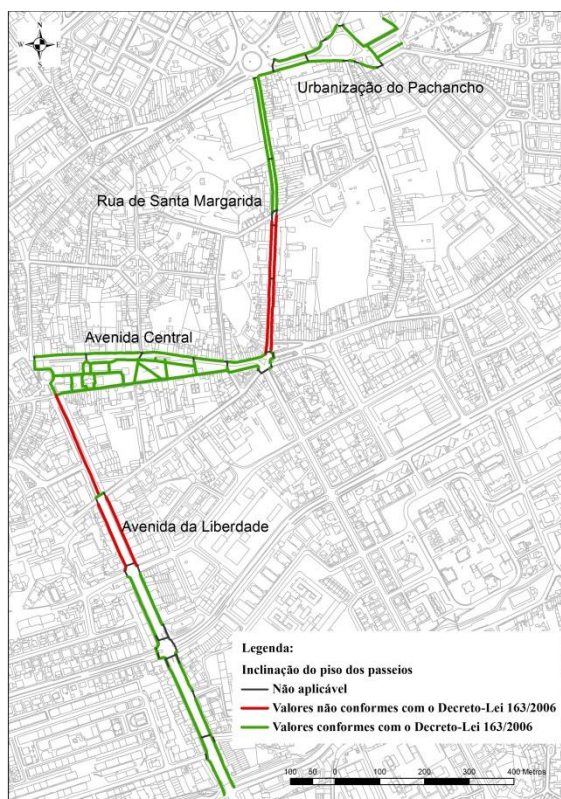 N
W E
S
Urbanização do Pachancho
Rua de Santa Margarida
Avenida Central
Avenida da Liberdade
Legenda:
Inclinação do piso dos passeios
Não aplicável
Valores não conformes com o Decreto-Lei 163/2006
Valores conformes com o Decreto-Lei 163/2006
100 50 0 100 200 300 400 Metros